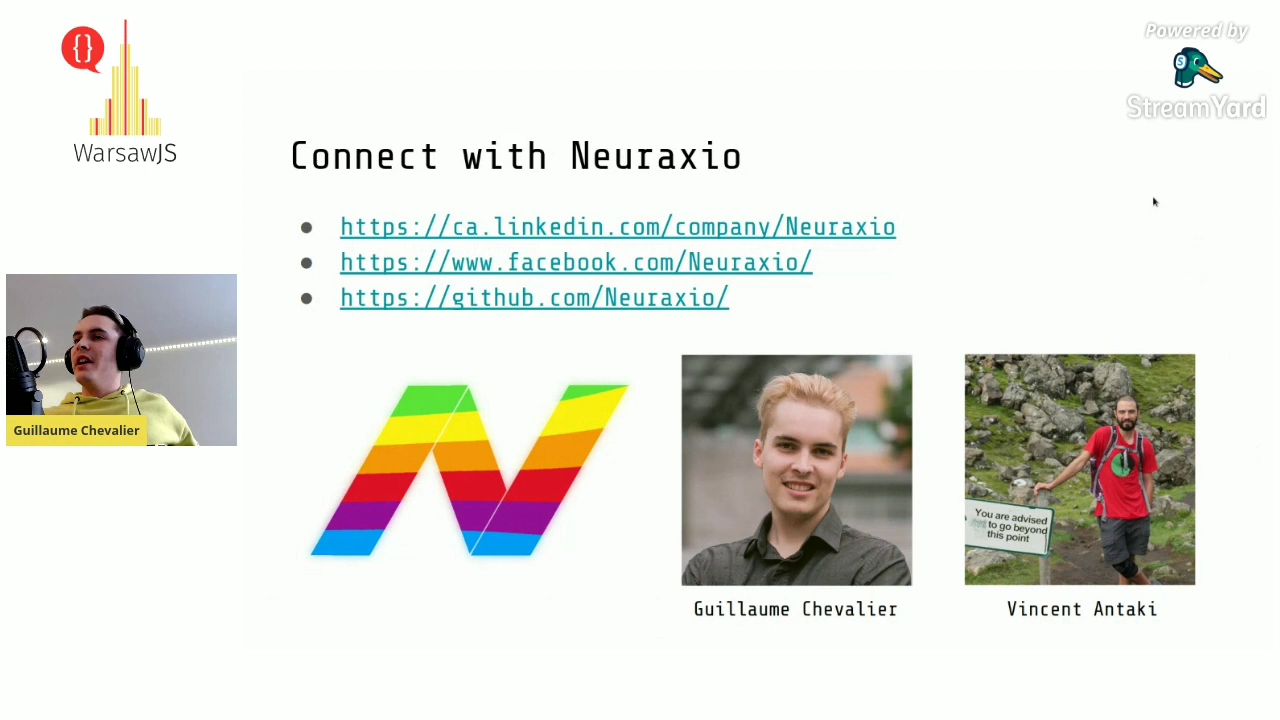 {}
WarsawJS
Powered by
S
StreamYard
Connect with Neuraxio
● https://ca.linkedin.com/company/Neuraxio
● https://www.facebook.com/Neuraxio/
● https://github.com/Neuraxio/
Guillaume Chevalier
You are advised
to go beyond
this point
Guillaume Chevalier
Vincent Antaki